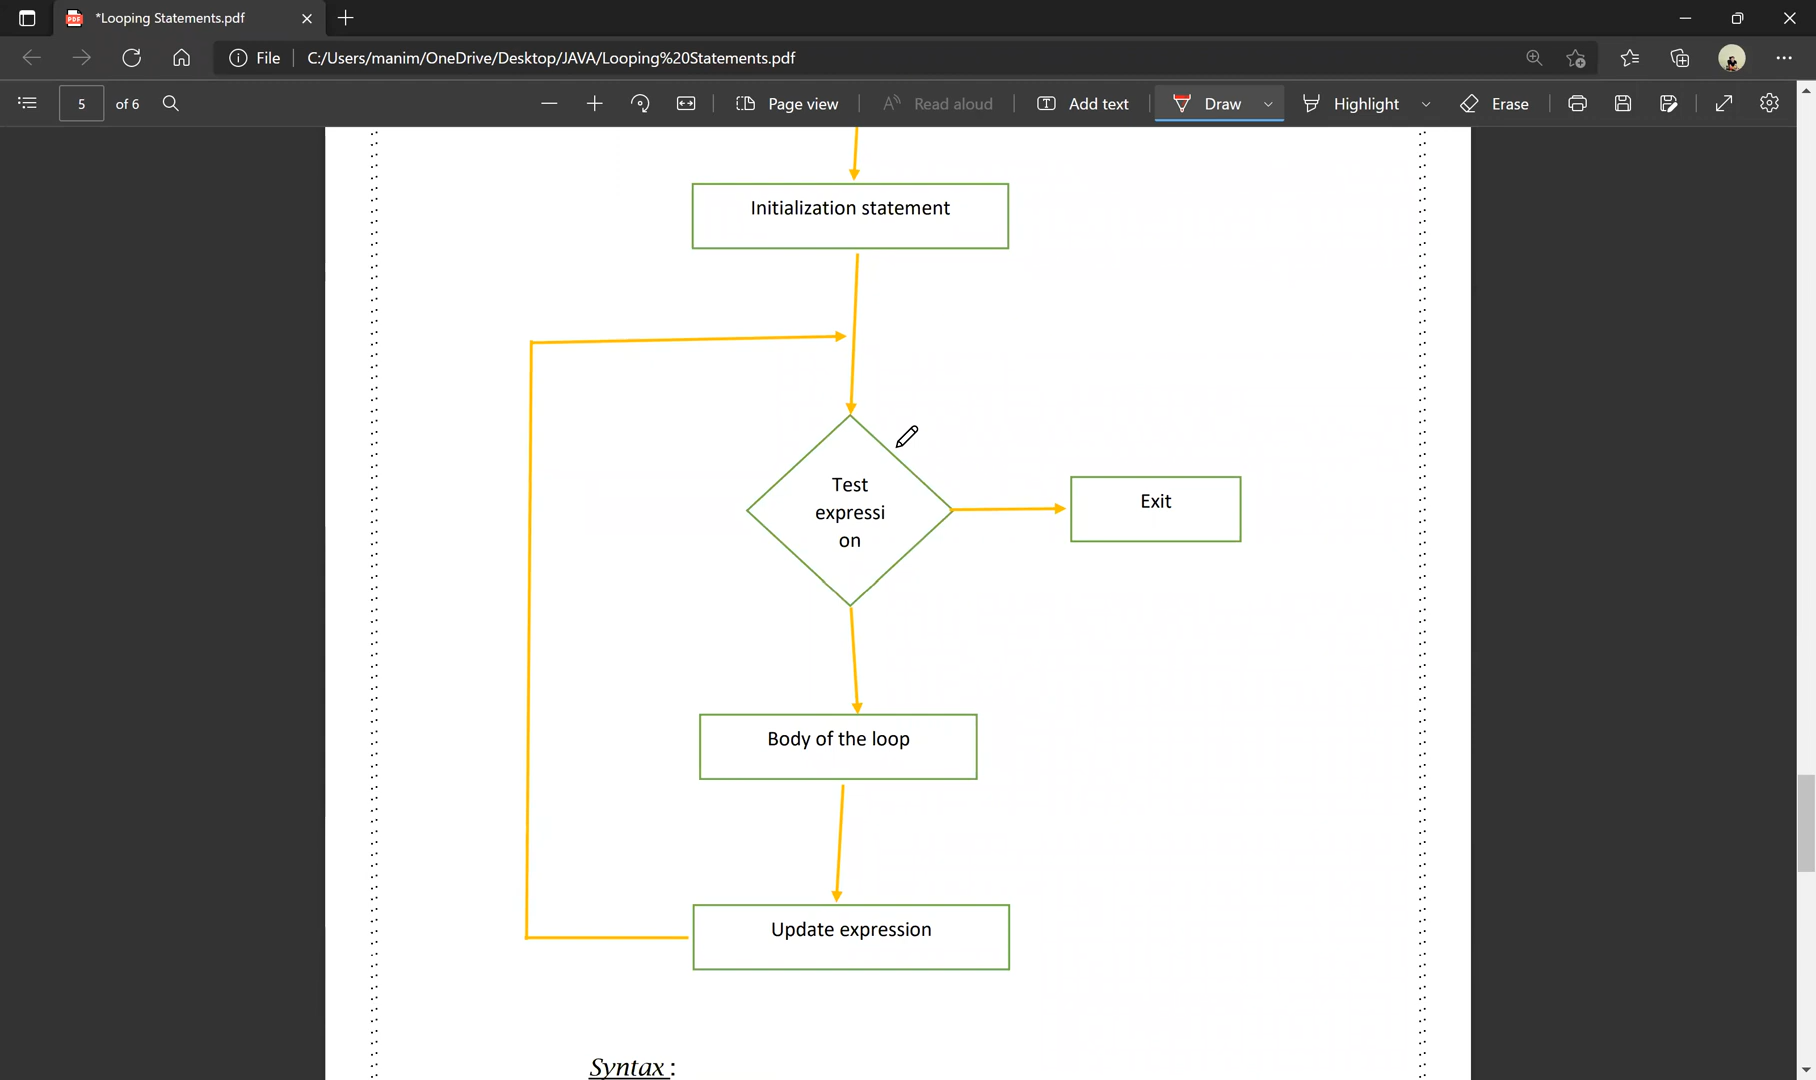 *Looping Statements.pdf
File
C:/Users/manim/OneDrive/Desktop/JAVA/Looping%20Statements.pdf
5 of 6
Page view
Read aloud
Add text
Draw
Highlight
Erase
Initialization statement
Test
expressi
on
Exit
Body of the loop
Update expression
Syntax :